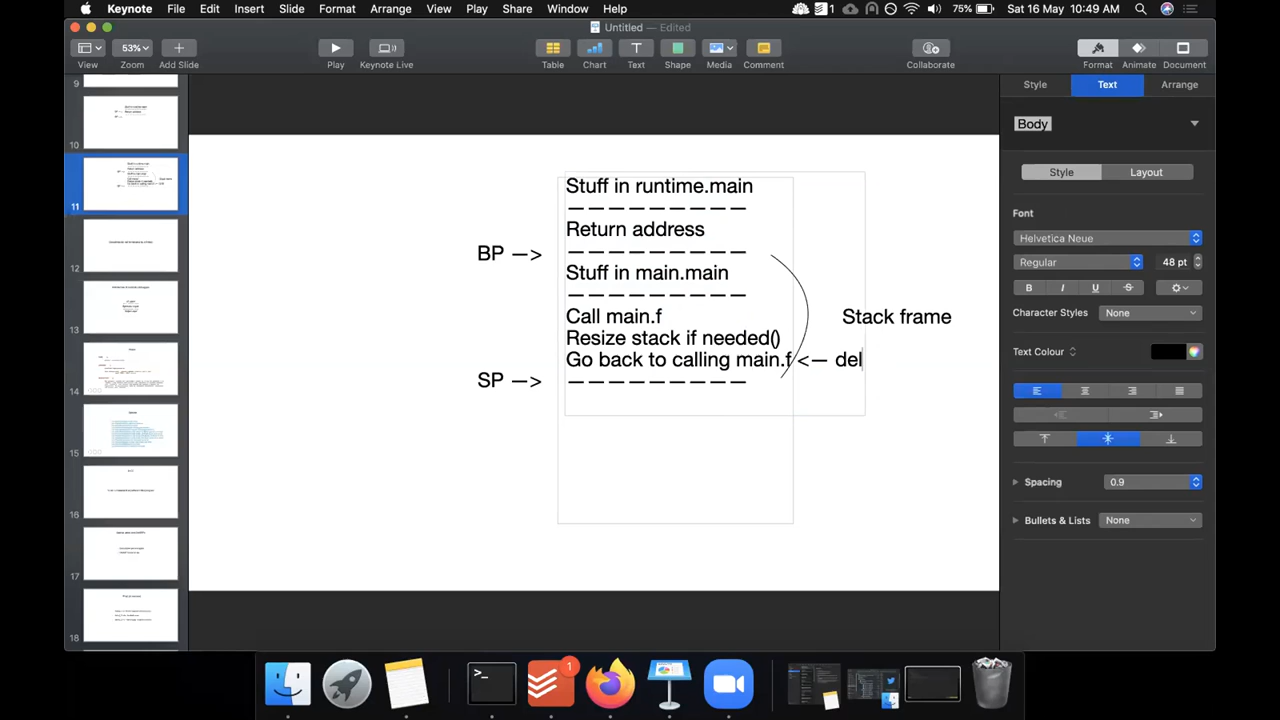 Keynote File Edit Insert Slide Format Arrange View Play Share Window Help 1 75% Sat 16 May 10:49 AM
Untitled — Edited
53%
View Zoom Add Slide Play Keynote Live Table Chart Text Shape Media Comment Collaborate Format Animate Document
Style Text Arrange
Body
Style Layout
Font
Helvetica Neue
Regular 48 pt
B I U S
Character Styles None
Text Colour
Spacing 0.9
Bullets & Lists None
9
10
11
12
13
14
15
16
17
18
Stuff in runtime.main
— — — — — — — — —
Return address
BP —> — — — — — — — — —
Stuff in main.main
— — — — — — — — —
Call main.f Stack frame
Resize stack if needed()
Go back to calling main.f <— del
SP —> — — — — — — — — —
1